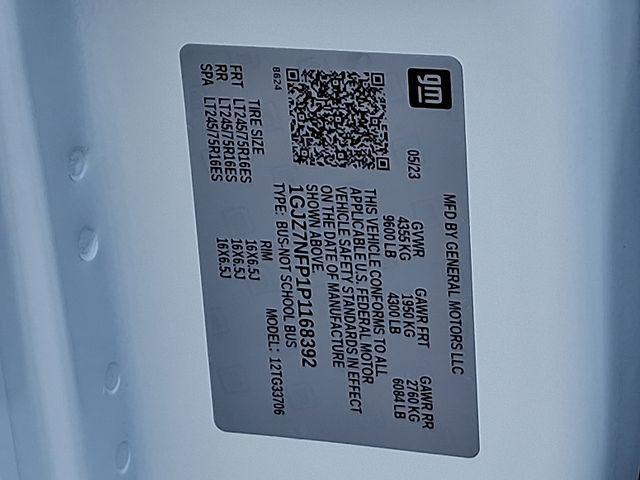 MFD BY GENERAL MOTORS LLC
gm
05/23 GVWR GAWR FRT GAWR RR
4355 KG 1950 KG 2760 KG
9600 LB 4300 LB 6084 LB
THIS VEHICLE CONFORMS TO ALL
APPLICABLE U.S. FEDERAL MOTOR
VEHICLE SAFETY STANDARDS IN EFFECT
ON THE DATE OF MANUFACTURE
SHOWN ABOVE.
1GJZ7NFP1P1168392
TYPE: BUS-NOT SCHOOL BUS
8624 MODEL: 12TG33706
TIRE SIZE RIM
FRT LT245/75R16ES 16X6.5J
RR LT245/75R16ES 16X6.5J
SPA LT245/75R16ES 16X6.5J